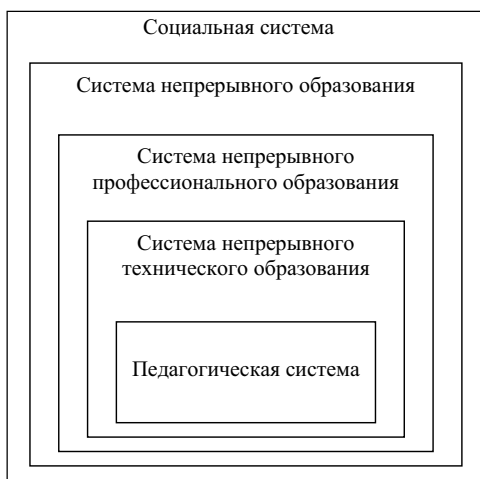 Социальная система
Система непрерывного образования
Система непрерывного
профессионального образования
Система непрерывного
технического образования
Педагогическая система